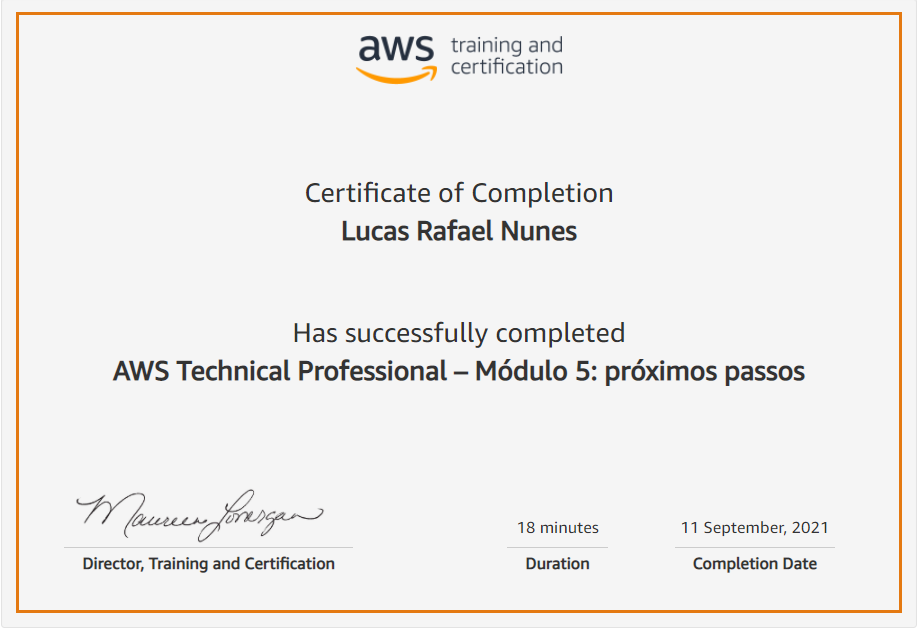 aws training and
certification
Certificate of Completion
Lucas Rafael Nunes
Has successfully completed
AWS Technical Professional – Módulo 5: próximos passos
Maureen Lonergan
18 minutes
11 September, 2021
Director, Training and Certification
Duration
Completion Date